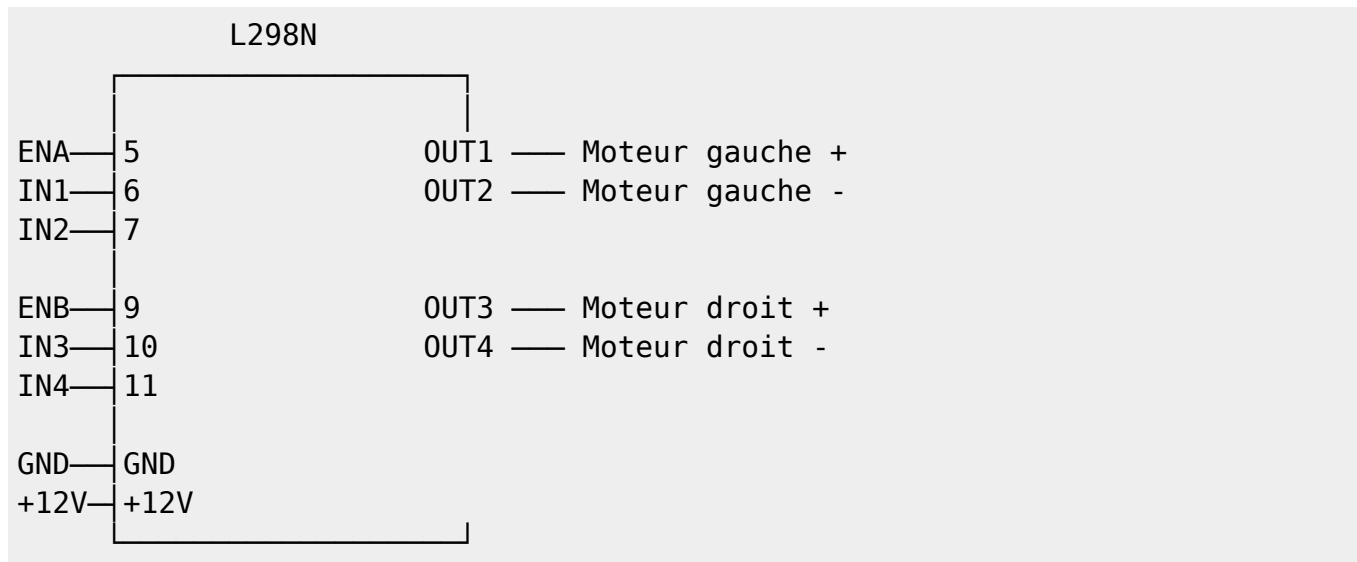 L298N
ENA 5 OUT1 ─── Moteur gauche +
IN1 6 OUT2 ─── Moteur gauche -
IN2 7
ENB 9 OUT3 ─── Moteur droit +
IN3 10 OUT4 ─── Moteur droit -
IN4 11
GND GND
+12V +12V